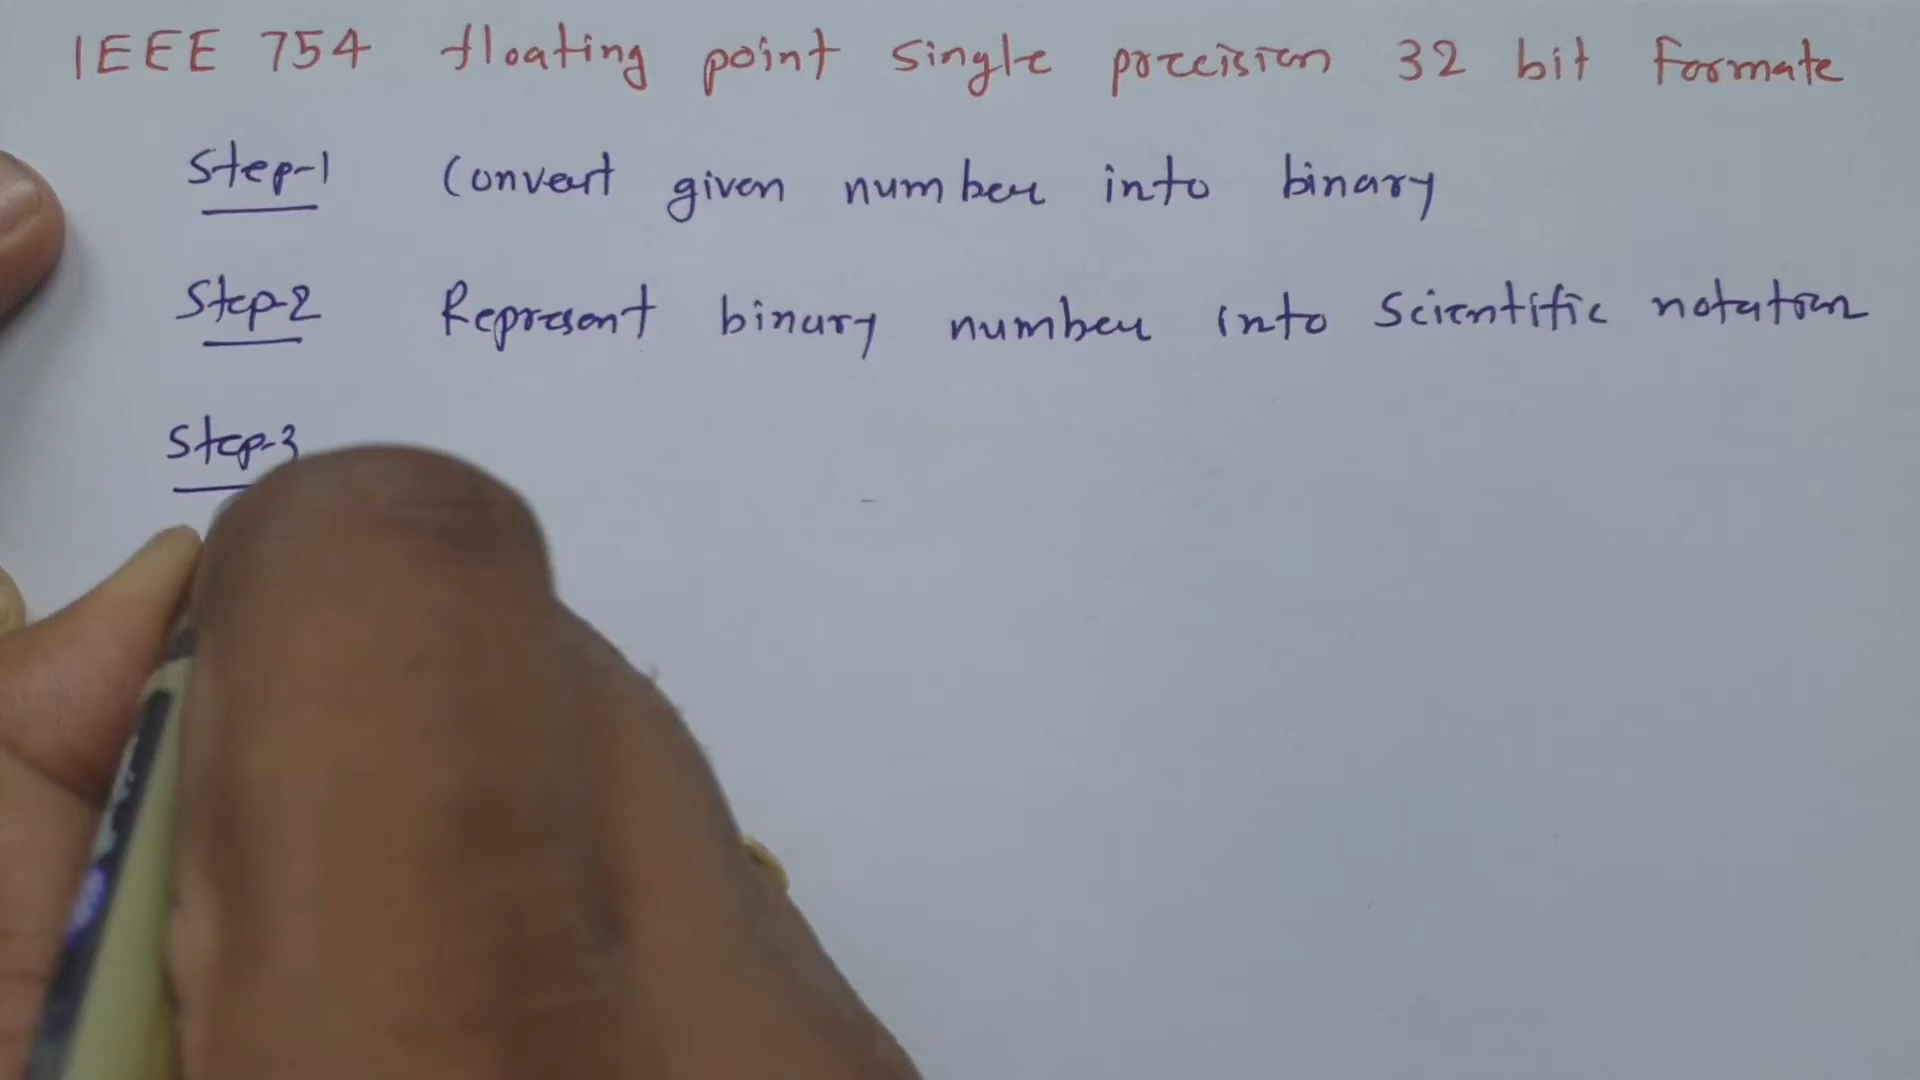 IEEE 754 floating point single precision 32 bit Formate
Step-1 Convert given number into binary
Step-2 Represent binary number into Scientific notation
Step-3